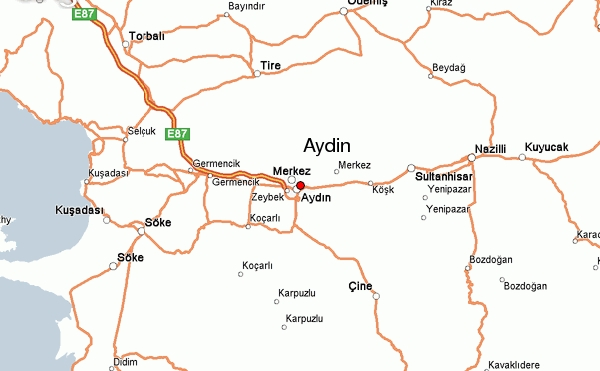 E87
Bayındır
Ödemiş
Kiraz
Torbalı
Tire
Beydağ
E87
Selçuk
Aydin
Nazilli
Kuyucak
Germencik
Merkez
Merkez
Sultanhisar
Kuşadası
Germencik
Köşk
Zeybek
Aydın
Yenipazar
Kuşadası
Söke
Koçarlı
Yenipazar
Karac
thy
Söke
Koçarlı
Bozdoğan
K
Çine
Bozdoğan
Karpuzlu
Karpuzlu
Didim
Kavaklıdere